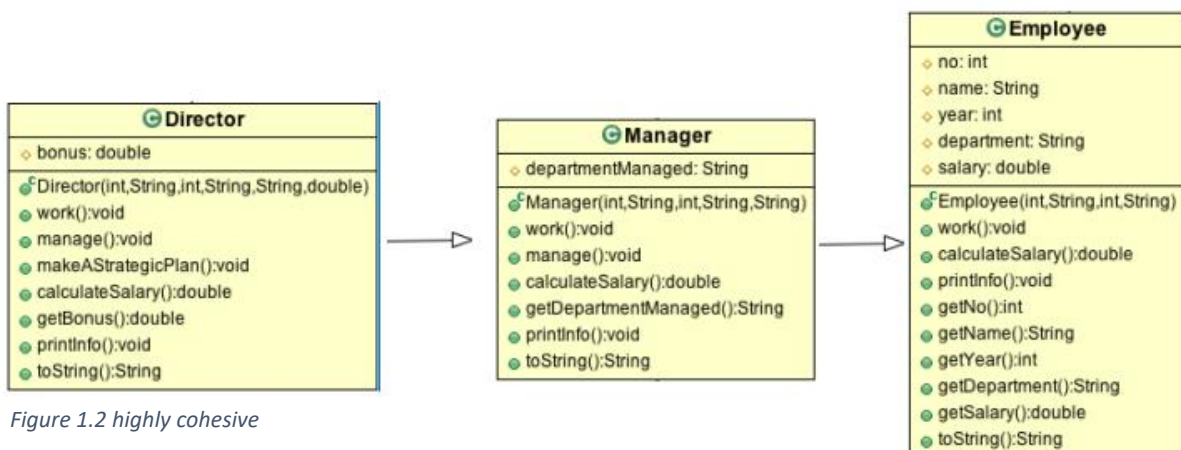 Director
bonus: double
Director(int,String,int,String,String,double)
work():void
manage():void
makeAStrategicPlan():void
calculateSalary():double
getBonus():double
printInfo():void
toString():String
Figure 1.2 highly cohesive
Manager
departmentManaged: String
Manager(int,String,int,String,String)
work():void
manage():void
calculateSalary():double
getDepartmentManaged():String
printInfo():void
toString():String
Employee
no: int
name: String
year: int
department: String
salary: double
Employee(int,String,int,String)
work():void
calculateSalary():double
printInfo():void
getNo():int
getName():String
getYear():int
getDepartment():String
getSalary():double
toString():String